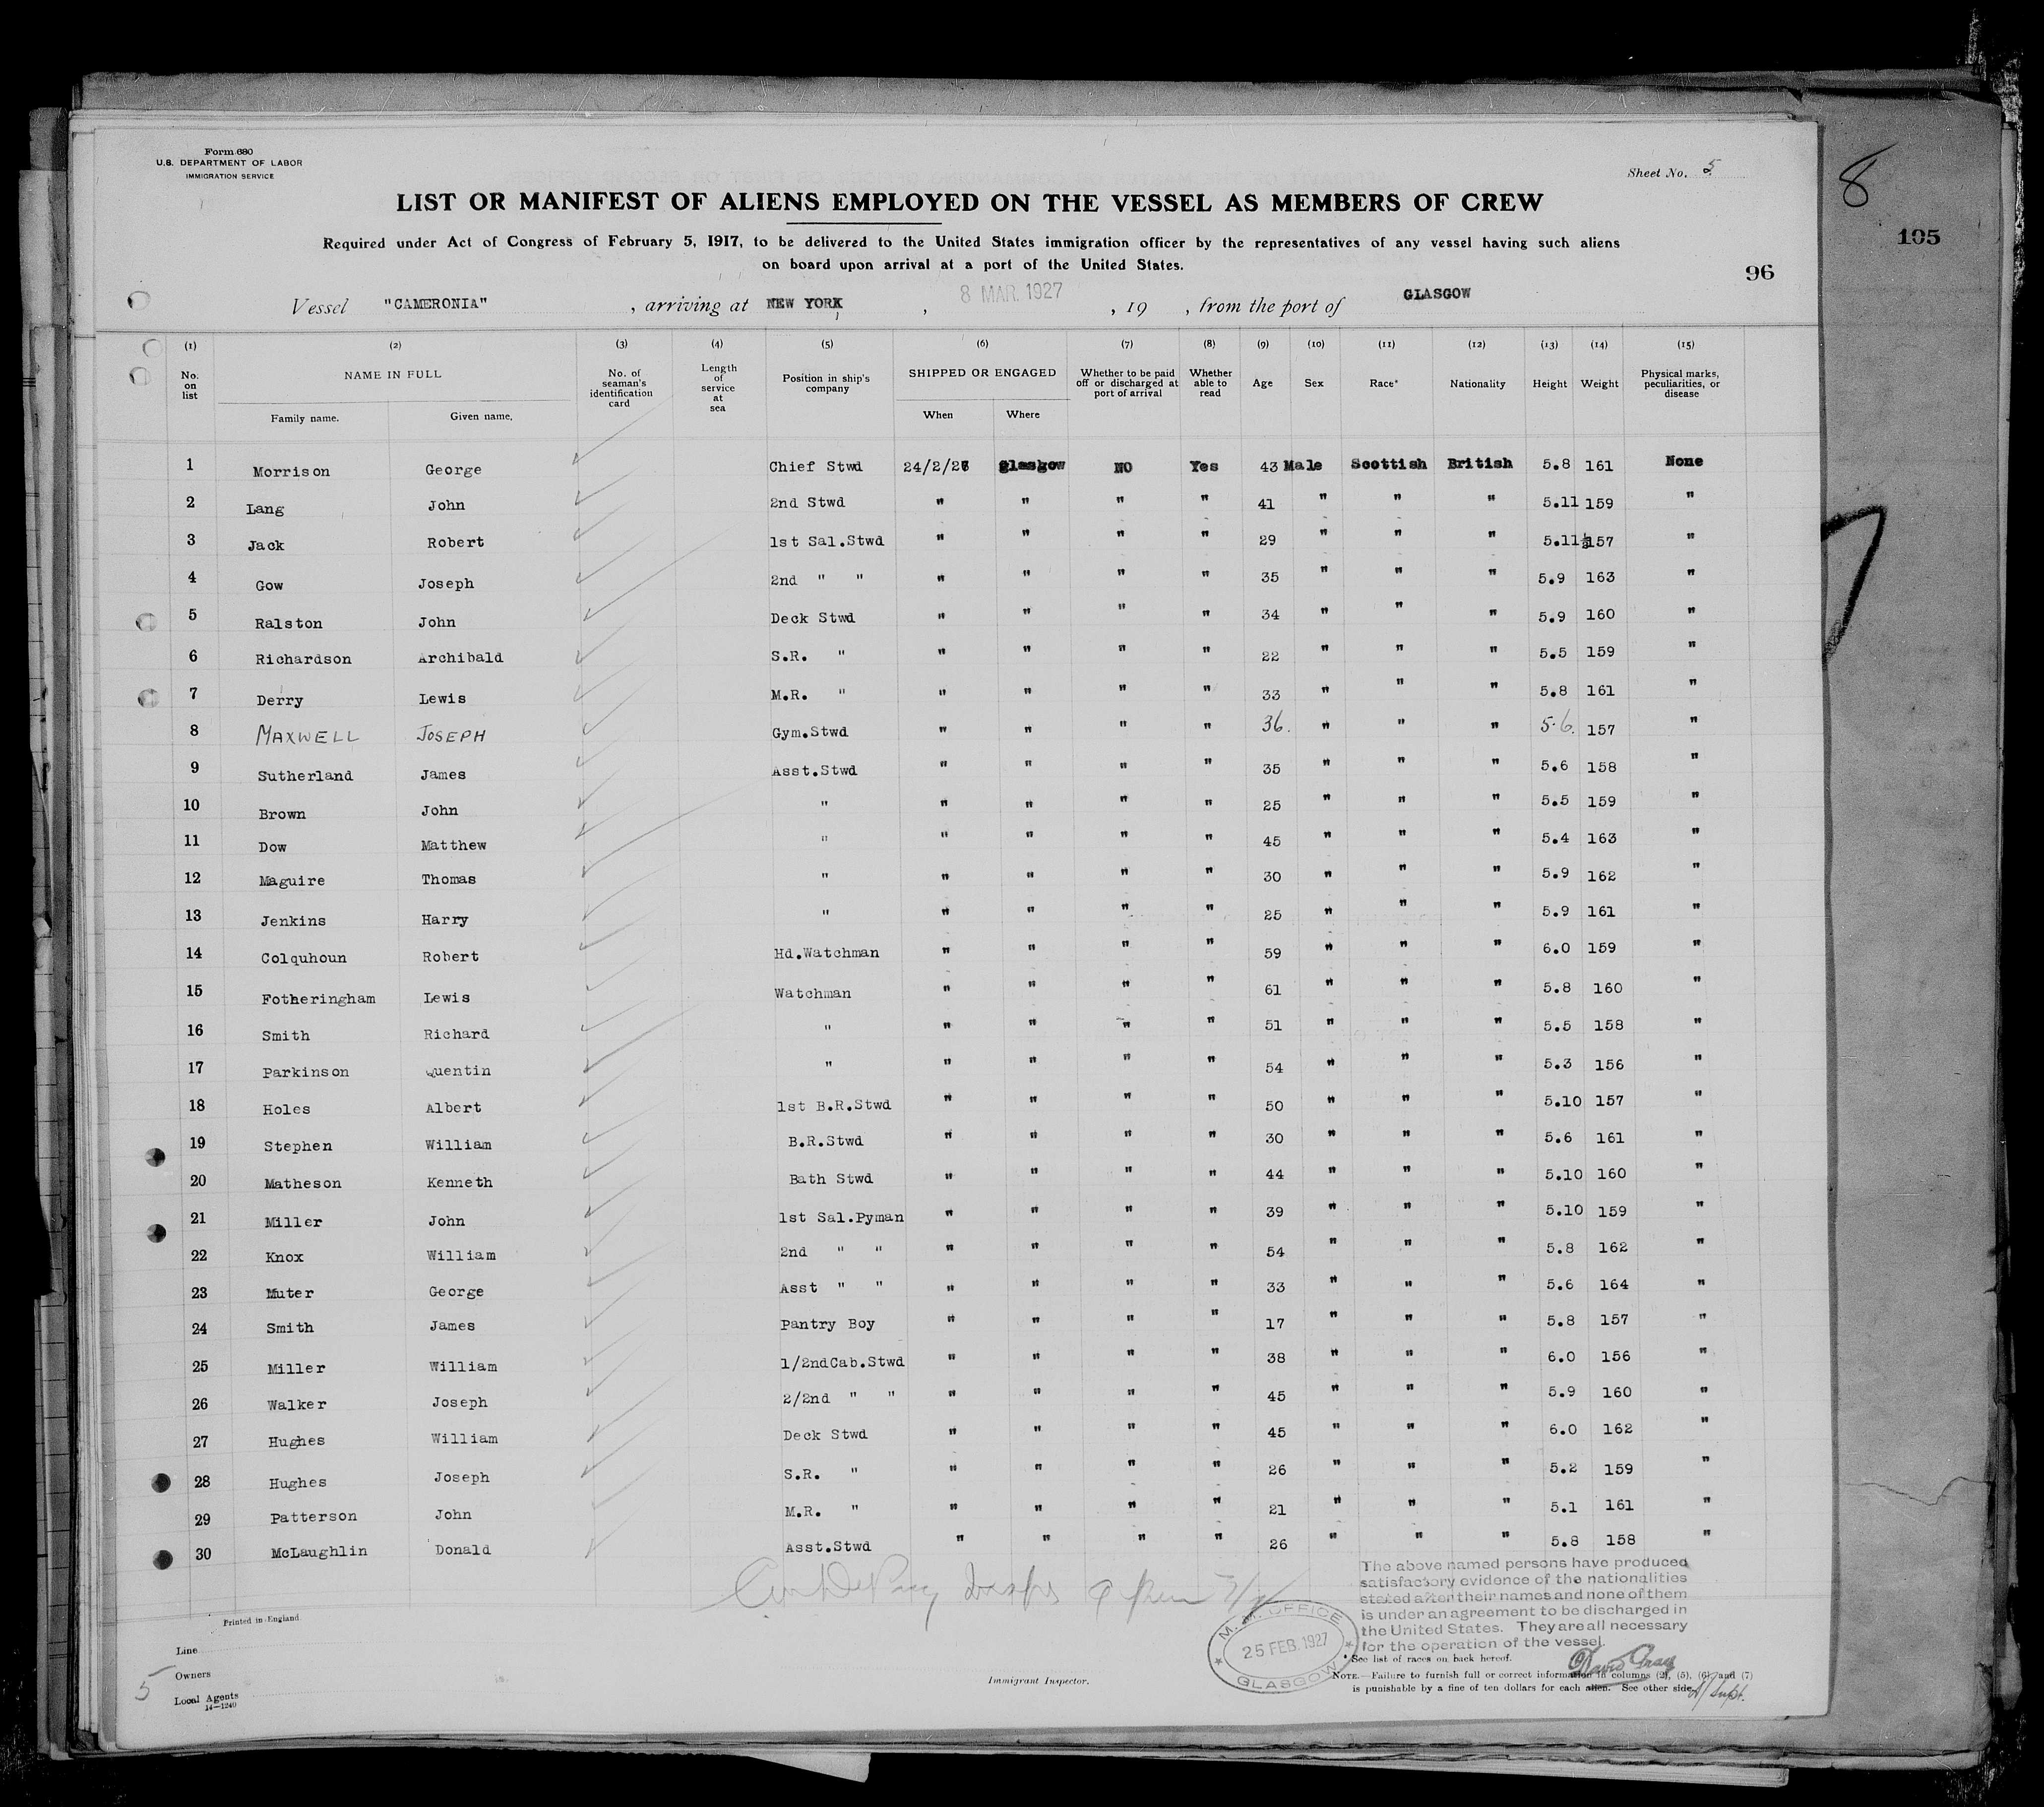 Form 680
U.S. DEPARTMENT OF LABOR
IMMIGRATION SERVICE
Sheet No. 5
8
105
LIST OR MANIFEST OF ALIENS EMPLOYED ON THE VESSEL AS MEMBERS OF CREW
Required under Act of Congress of February 5, 1917, to be delivered to the United States immigration officer by the representatives of any vessel having such aliens
on board upon arrival at a port of the United States.
96
Vessel "CAMERONIA" , arriving at NEW YORK , 8 MAR. 1927 , 19 , from the port of GLASGOW
(1) (2) (3) (4) (5) (6) (7) (8) (9) (10) (11) (12) (13) (14) (15)
No. on list NAME IN FULL Family name. Given name. No. of seaman's identification card Length of service at sea Position in ship's company SHIPPED OR ENGAGED When Where Whether to be paid off or discharged at port of arrival Whether able to read Age Sex Race* Nationality Height Weight Physical marks, peculiarities, or disease
1 Morrison George Chief Stwd 24/2/27 Glasgow NO Yes 43 Male Scottish British 5.8 161 None
2 Lang John 2nd Stwd " " " " 41 " " " 5.11 159 "
3 Jack Robert 1st Sal.Stwd " " " " 29 " " " 5.11½ 157 "
4 Gow Joseph 2nd " " " " " " 35 " " " 5.9 163 "
5 Ralston John Deck Stwd " " " " 34 " " " 5.9 160 "
6 Richardson Archibald S.R. " " " " " 22 " " " 5.5 159 "
7 Derry Lewis M.R. " " " " " 33 " " " 5.8 161 "
8 MAXWELL JOSEPH Gym.Stwd " " " " 36. " " " 5.6. 157 "
9 Sutherland James Asst.Stwd " " " " 35 " " " 5.6 158 "
10 Brown John " " " " " 25 " " " 5.5 159 "
11 Dow Matthew " " " " " 45 " " " 5.4 163 "
12 Maguire Thomas " " " " " 30 " " " 5.9 162 "
13 Jenkins Harry " " " " " 25 " " " 5.9 161 "
14 Colquhoun Robert Hd.Watchman " " " " 59 " " " 6.0 159 "
15 Fotheringham Lewis Watchman " " " " 61 " " " 5.8 160 "
16 Smith Richard " " " " " 51 " " " 5.5 158 "
17 Parkinson Quentin " " " " " 54 " " " 5.3 156 "
18 Holes Albert 1st B.R.Stwd " " " " 50 " " " 5.10 157 "
19 Stephen William B.R.Stwd " " " " 30 " " " 5.6 161 "
20 Matheson Kenneth Bath Stwd " " " " 44 " " " 5.10 160 "
21 Miller John 1st Sal.Pyman " " " " 39 " " " 5.10 159 "
22 Knox William 2nd " " " " " " 54 " " " 5.8 162 "
23 Muter George Asst " " " " " " 33 " " " 5.6 164 "
24 Smith James Pantry Boy " " " " 17 " " " 5.8 157 "
25 Miller William 1/2ndCab.Stwd " " " " 38 " " " 6.0 156 "
26 Walker Joseph 2/2nd " " " " " " 45 " " " 5.9 160 "
27 Hughes William Deck Stwd " " " " 45 " " " 6.0 162 "
28 Hughes Joseph S.R. " " " " " 26 " " " 5.2 159 "
29 Patterson John M.R. " " " " " 21 " " " 5.1 161 "
30 McLaughlin Donald Asst.Stwd " " " " 26 " " " 5.8 158 "
The above named persons have produced
satisfactory evidence of the nationalities
stated after their names and none of them
is under an agreement to be discharged in
the United States. They are all necessary
for the operation of the vessel.
M.M. OFFICE
25 FEB. 1927
GLASGOW
Printed in England
Line
Owners
Local Agents
14—1240
5
Immigrant Inspector.
* See list of races on back hereof.
David Gray
NOTE.—Failure to furnish full or correct information in columns (2), (5), (6) and (7)
is punishable by a fine of ten dollars for each alien. See other side.